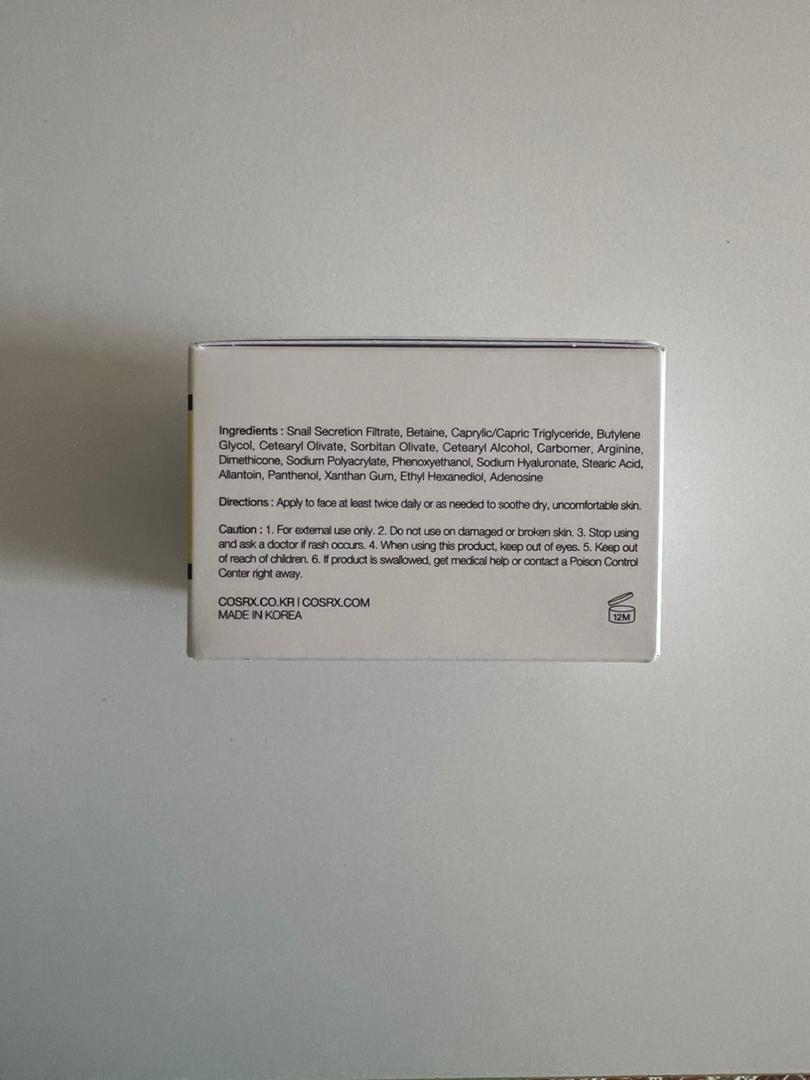 Ingredients : Snail Secretion Filtrate, Betaine, Caprylic/Capric Triglyceride, Butylene
Glycol, Cetearyl Olivate, Sorbitan Olivate, Cetearyl Alcohol, Carbomer, Arginine,
Dimethicone, Sodium Polyacrylate, Phenoxyethanol, Sodium Hyaluronate, Stearic Acid,
Allantoin, Panthenol, Xanthan Gum, Ethyl Hexanediol, Adenosine
Directions : Apply to face at least twice daily or as needed to soothe dry, uncomfortable skin.
Caution : 1. For external use only. 2. Do not use on damaged or broken skin. 3. Stop using
and ask a doctor if rash occurs. 4. When using this product, keep out of eyes. 5. Keep out
of reach of children. 6. If product is swallowed, get medical help or contact a Poison Control
Center right away.
COSRX.CO.KR | COSRX.COM
MADE IN KOREA
12M